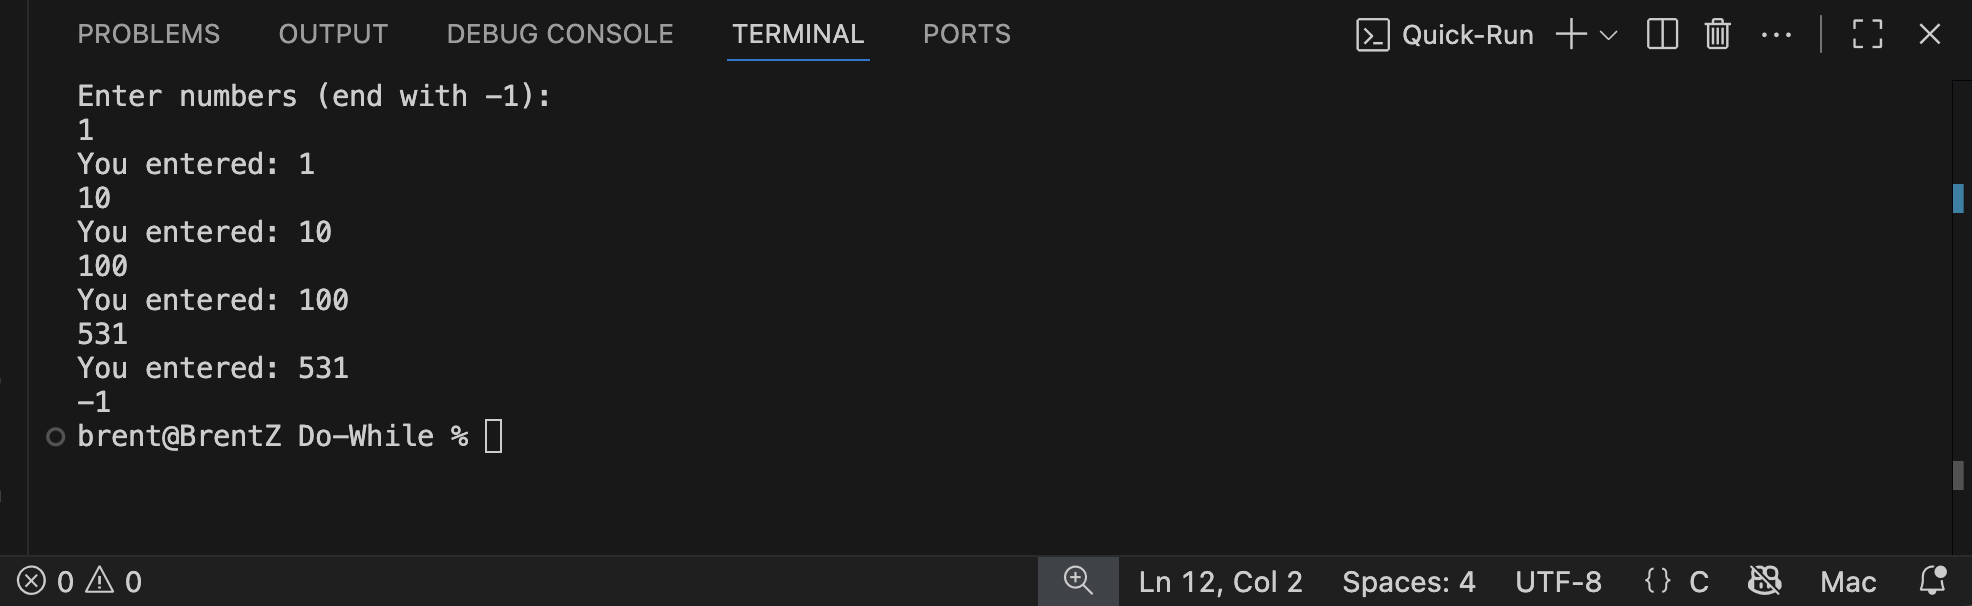 PROBLEMS OUTPUT DEBUG CONSOLE TERMINAL PORTS Quick-Run
Enter numbers (end with -1):
1
You entered: 1
10
You entered: 10
100
You entered: 100
531
You entered: 531
-1
brent@BrentZ Do-While %
0 0 Ln 12, Col 2 Spaces: 4 UTF-8 {} C Mac